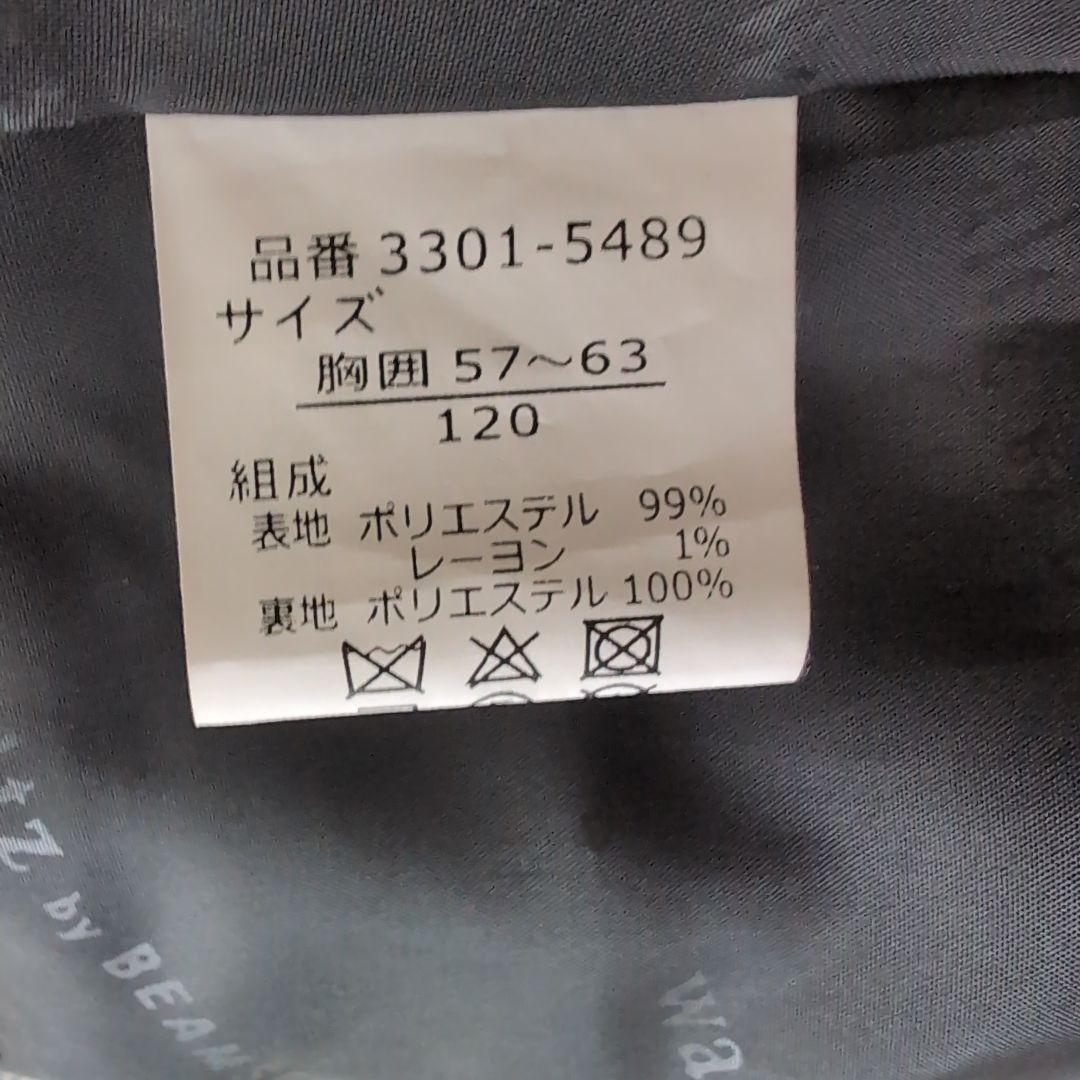 品番 3301-5489
サイズ
胸囲 57～63
120
組成
表地 ポリエステル 99%
レーヨン 1%
裏地 ポリエステル 100%
by BEAM
wa